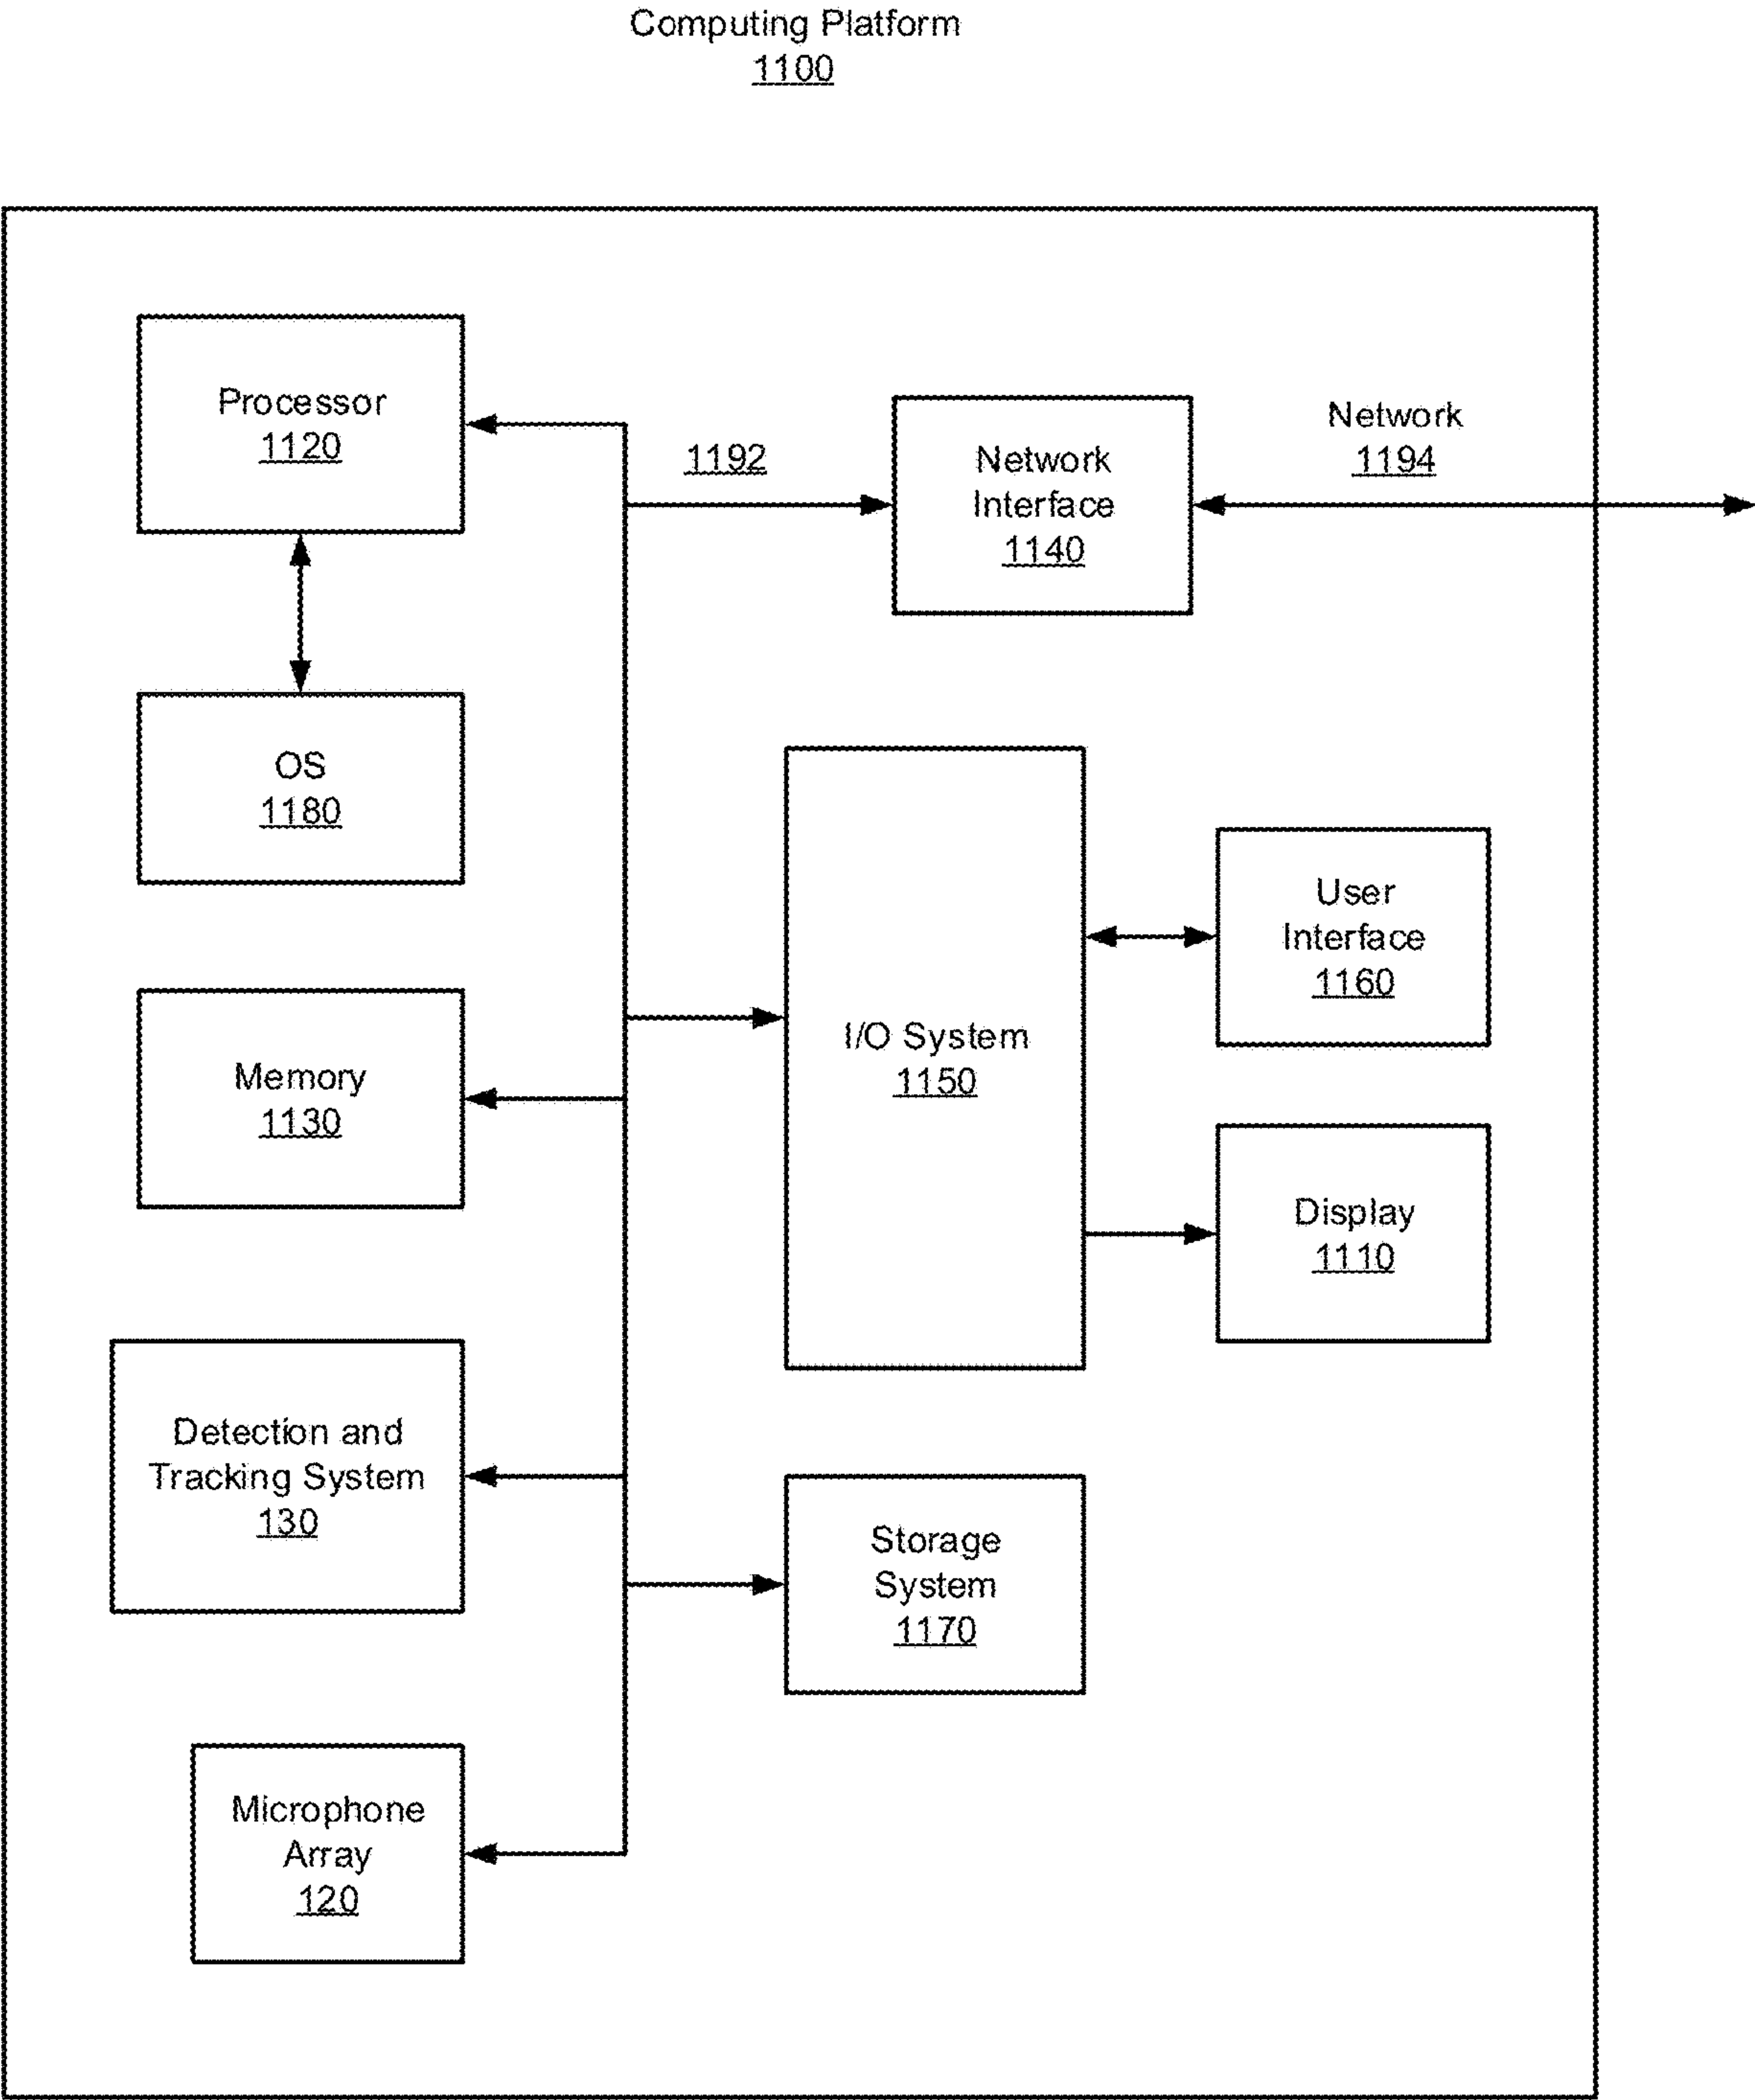 Computing Platform
1100
Processor
1120
1192
Network
Interface
1140
Network
1194
OS
1180
I/O System
1150
User
Interface
1160
Memory
1130
Display
1110
Detection and
Tracking System
130
Storage
System
1170
Microphone
Array
120